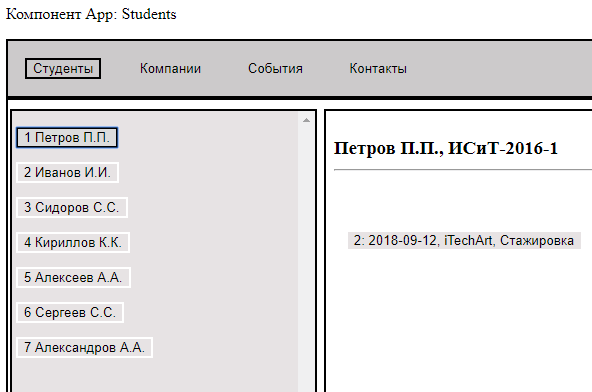 Компонент App: Students
Студенты Компании События Контакты
1 Петров П.П.
2 Иванов И.И.
3 Сидоров С.С.
4 Кириллов К.К.
5 Алексеев А.А.
6 Сергеев С.С.
7 Александров А.А.
Петров П.П., ИСиТ-2016-1
2: 2018-09-12, iTechArt, Стажировка